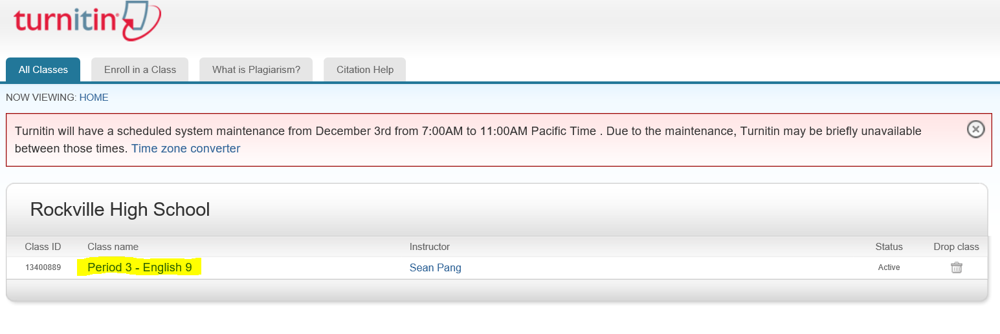 turnitin
All Classes Enroll in a Class What is Plagiarism? Citation Help
NOW VIEWING: HOME
Turnitin will have a scheduled system maintenance from December 3rd from 7:00AM to 11:00AM Pacific Time . Due to the maintenance, Turnitin may be briefly unavailable
between those times. Time zone converter
Rockville High School
Class ID Class name Instructor Status Drop class
13400889 Period 3 - English 9 Sean Pang Active